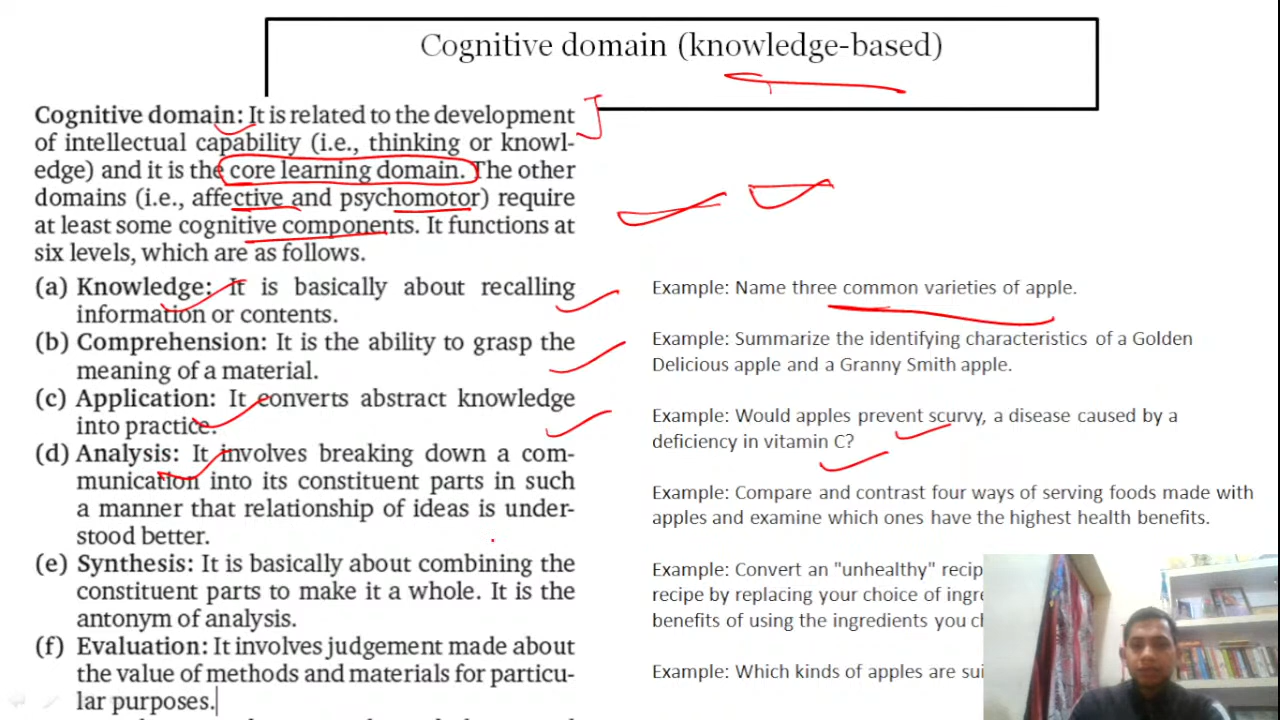 Cognitive domain (knowledge-based)
Cognitive domain: It is related to the development
of intellectual capability (i.e., thinking or knowl-
edge) and it is the core learning domain. The other
domains (i.e., affective and psychomotor) require
at least some cognitive components. It functions at
six levels, which are as follows.
(a) Knowledge: It is basically about recalling
information or contents.
(b) Comprehension: It is the ability to grasp the
meaning of a material.
(c) Application: It converts abstract knowledge
into practice.
(d) Analysis: It involves breaking down a com-
munication into its constituent parts in such
a manner that relationship of ideas is under-
stood better.
(e) Synthesis: It is basically about combining the
constituent parts to make it a whole. It is the
antonym of analysis.
(f) Evaluation: It involves judgement made about
the value of methods and materials for particu-
lar purposes.
Example: Name three common varieties of apple.
Example: Summarize the identifying characteristics of a Golden
Delicious apple and a Granny Smith apple.
Example: Would apples prevent scurvy, a disease caused by a
deficiency in vitamin C?
Example: Compare and contrast four ways of serving foods made with
apples and examine which ones have the highest health benefits.
Example: Convert an "unhealthy"
recipe by replacing your choice of
benefits of using the ingredients you
Example: Which kinds of apples are